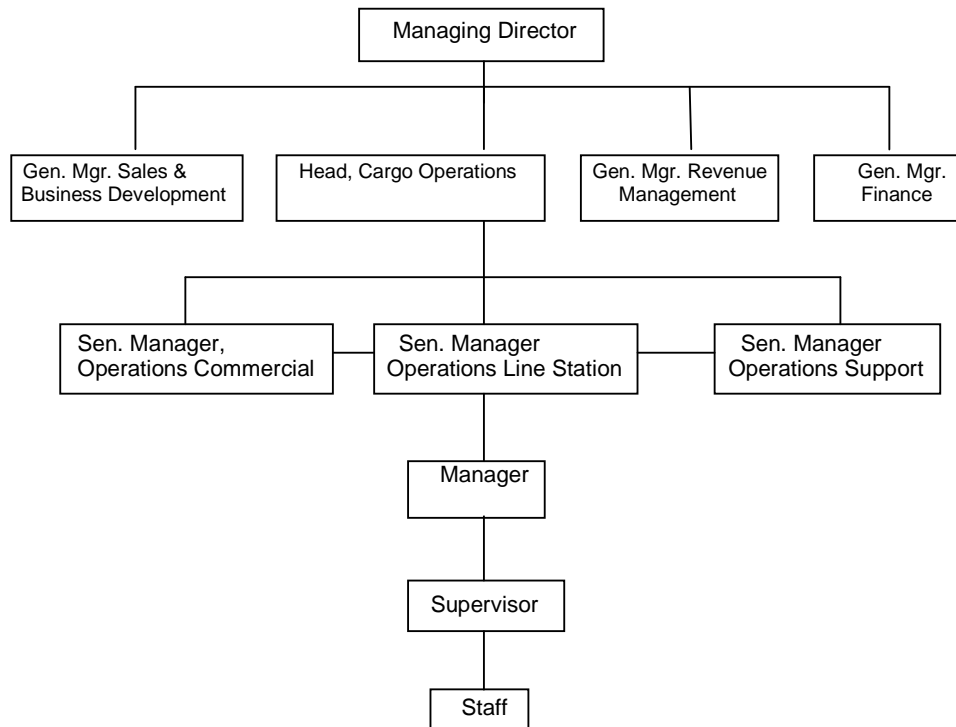 Managing Director
Gen. Mgr. Sales &
Business Development
Head, Cargo Operations
Gen. Mgr. Revenue
Management
Gen. Mgr.
Finance
Sen. Manager,
Operations Commercial
Sen. Manager
Operations Line Station
Sen. Manager
Operations Support
Manager
Supervisor
Staff